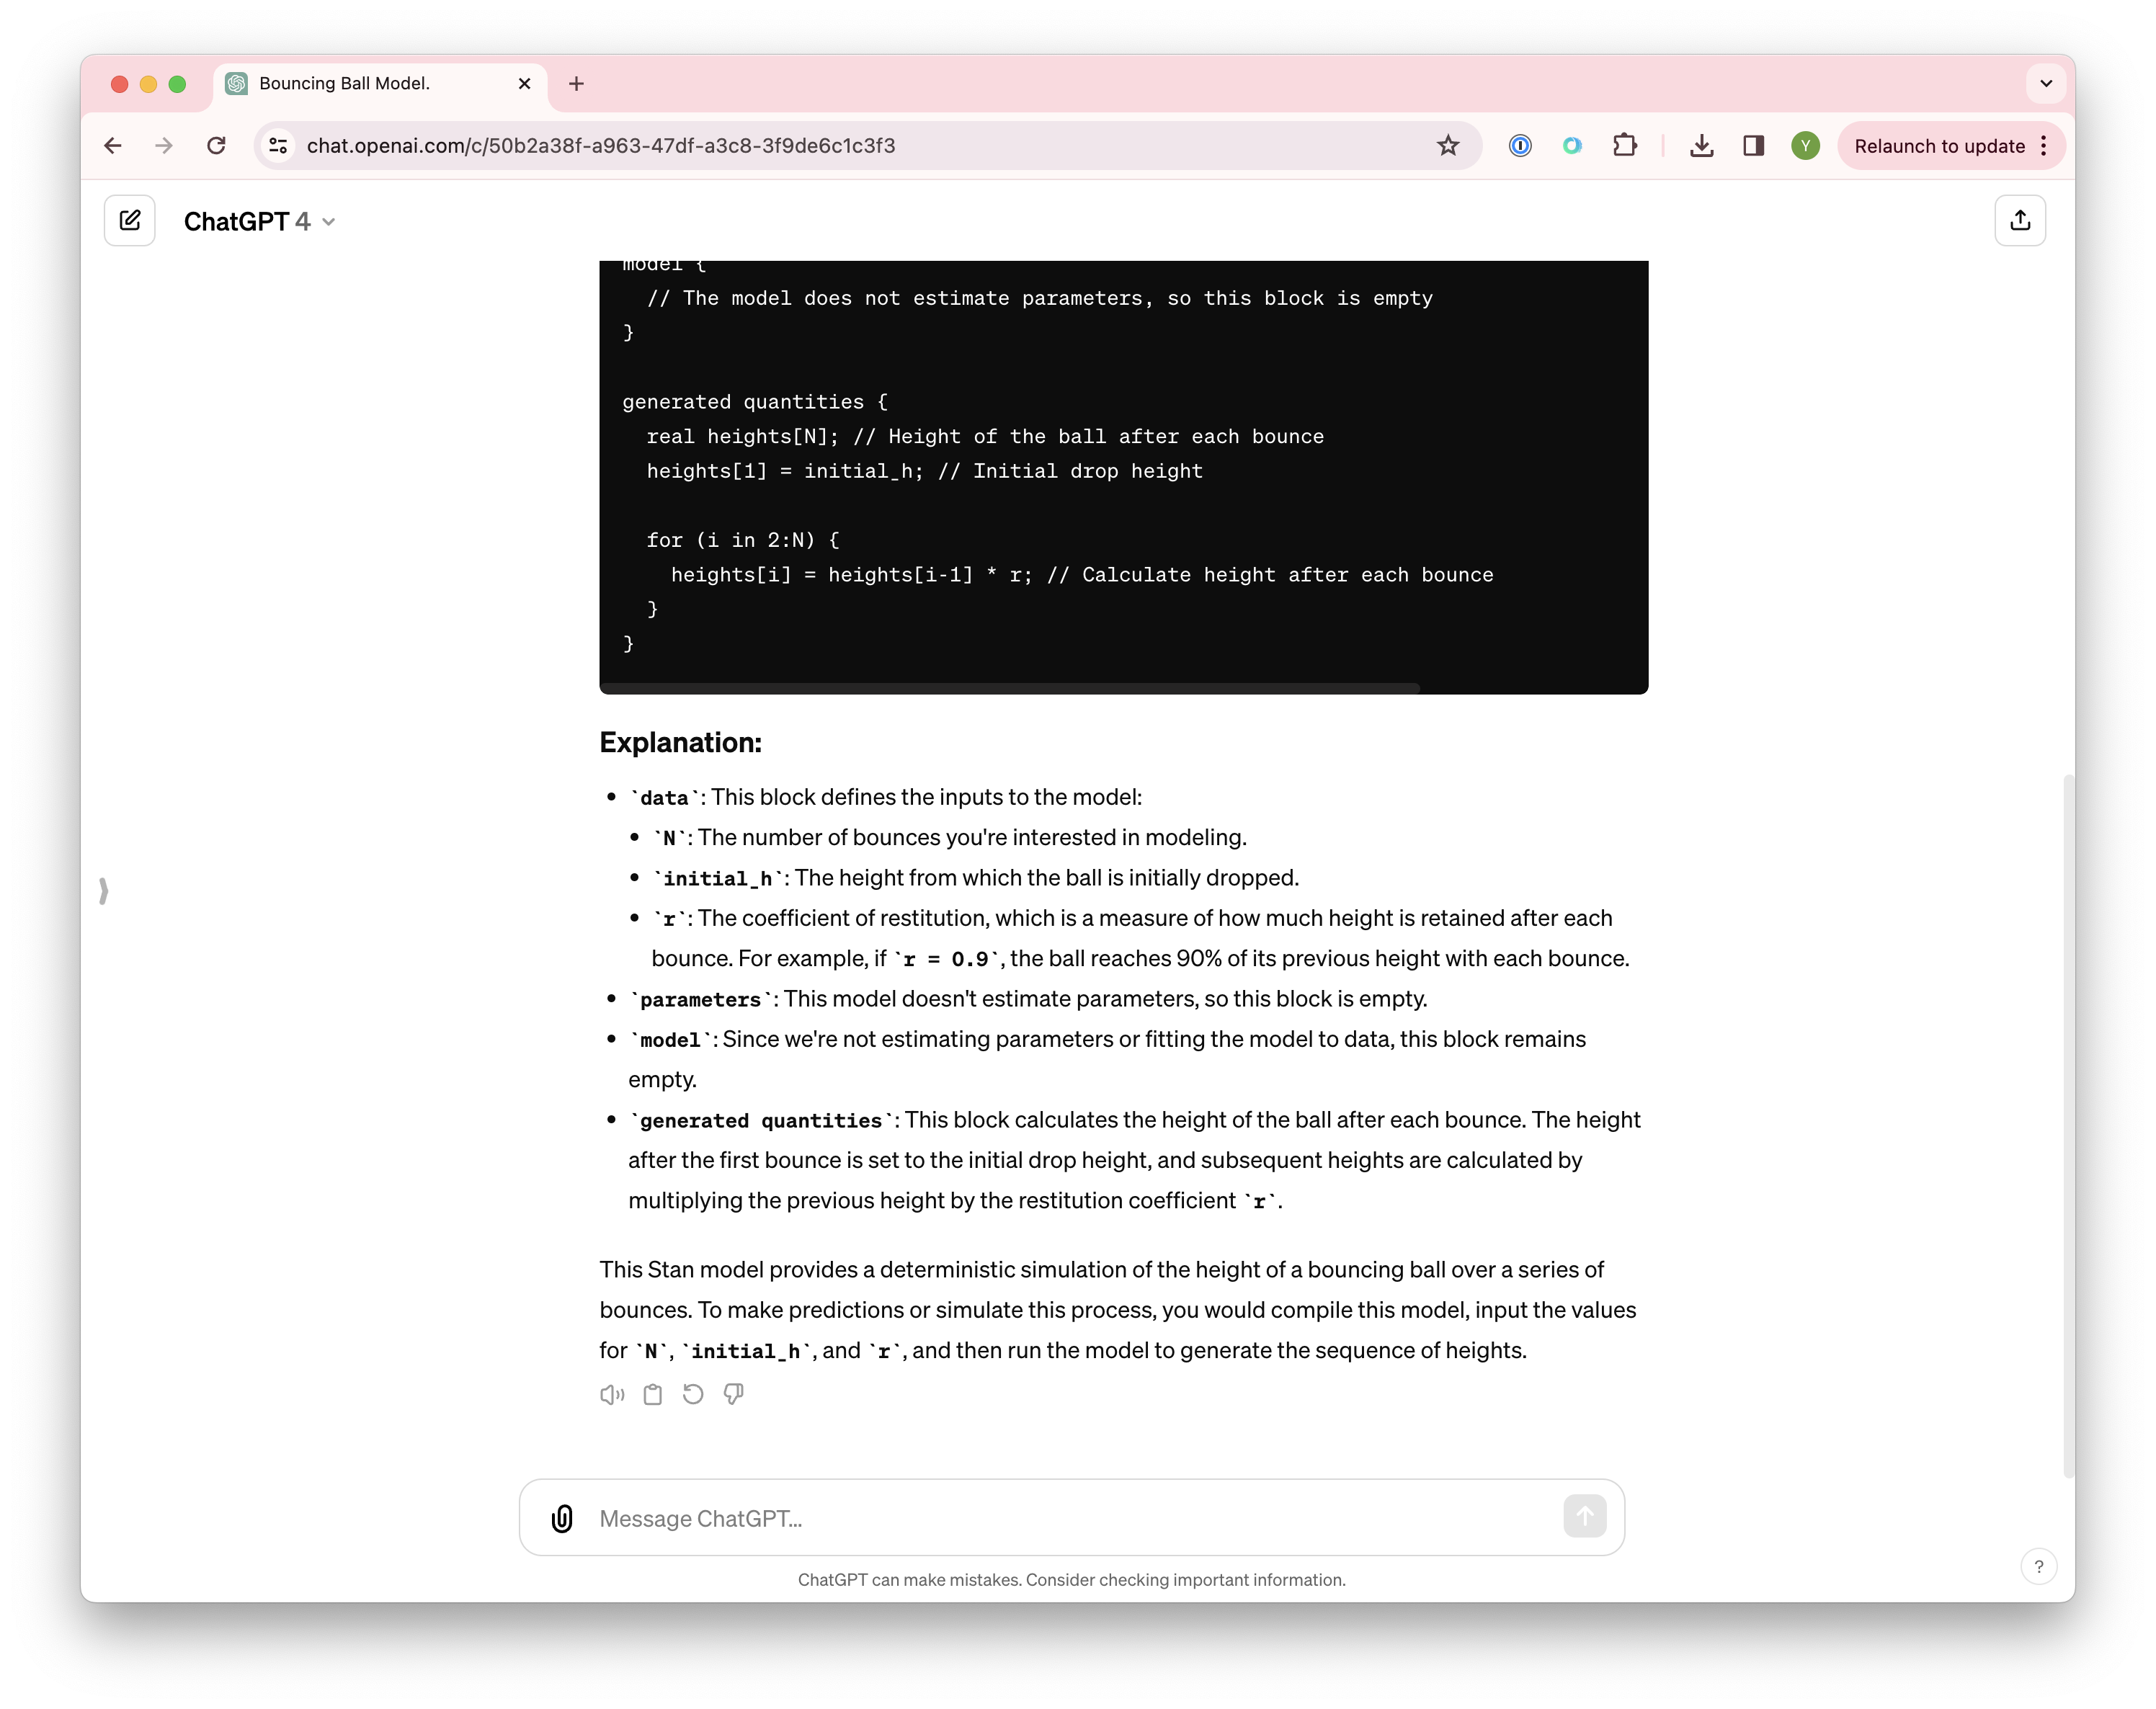 Bouncing Ball Model.
chat.openai.com/c/50b2a38f-a963-47df-a3c8-3f9de6c1c3f3
Y
Relaunch to update
ChatGPT 4
model {
  // The model does not estimate parameters, so this block is empty
}
generated quantities {
  real heights[N]; // Height of the ball after each bounce
  heights[1] = initial_h; // Initial drop height
  for (i in 2:N) {
    heights[i] = heights[i-1] * r; // Calculate height after each bounce
  }
}
Explanation:
• `data`: This block defines the inputs to the model:
• `N`: The number of bounces you're interested in modeling.
• `initial_h`: The height from which the ball is initially dropped.
• `r`: The coefficient of restitution, which is a measure of how much height is retained after each
bounce. For example, if `r = 0.9`, the ball reaches 90% of its previous height with each bounce.
• `parameters`: This model doesn't estimate parameters, so this block is empty.
• `model`: Since we're not estimating parameters or fitting the model to data, this block remains
empty.
• `generated quantities`: This block calculates the height of the ball after each bounce. The height
after the first bounce is set to the initial drop height, and subsequent heights are calculated by
multiplying the previous height by the restitution coefficient `r`.
This Stan model provides a deterministic simulation of the height of a bouncing ball over a series of
bounces. To make predictions or simulate this process, you would compile this model, input the values
for `N`, `initial_h`, and `r`, and then run the model to generate the sequence of heights.
Message ChatGPT...
ChatGPT can make mistakes. Consider checking important information.
?